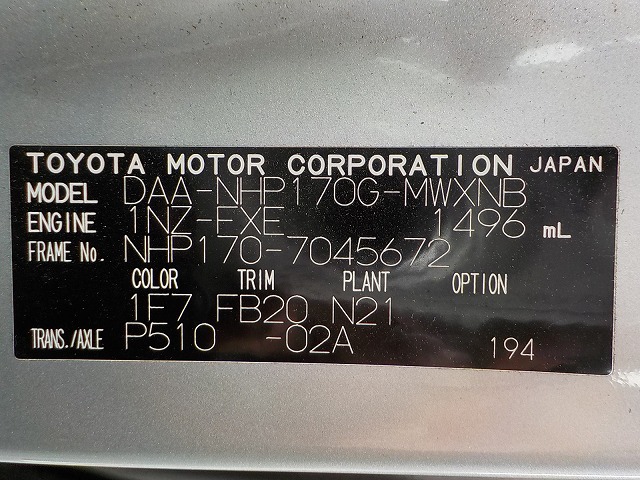 TOYOTA MOTOR CORPORATION JAPAN
MODEL DAA-NHP170G-MWXNB
ENGINE 1NZ-EXE 1496 mL
FRAME No. NHP170-7045672
COLOR TRIM PLANT OPTION
1F7 FB20 N21
TRANS./AXLE P510 -02A 194